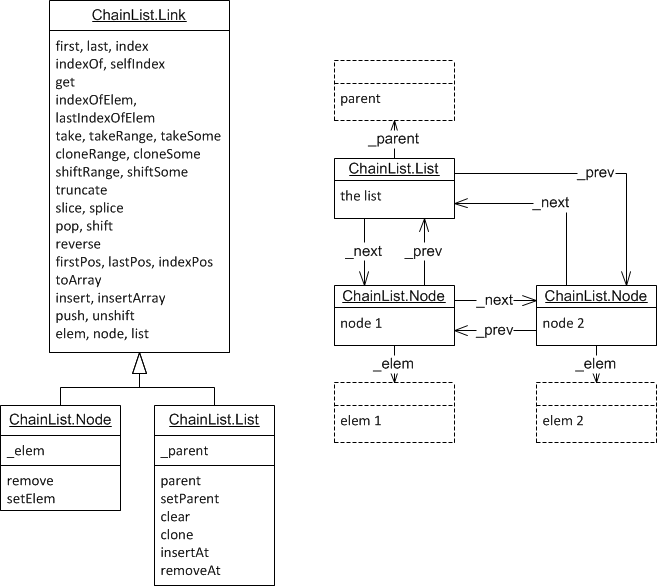 ChainList.Link
first, last, index
indexOf, selfIndex
get
indexOfElem,
lastIndexOfElem
take, takeRange, takeSome
cloneRange, cloneSome
shiftRange, shiftSome
truncate
slice, splice
pop, shift
reverse
firstPos, lastPos, indexPos
toArray
insert, insertArray
push, unshift
elem, node, list
ChainList.Node
_elem
remove
setElem
ChainList.List
_parent
parent
setParent
clear
clone
insertAt
removeAt
parent
_parent
ChainList.List
the list
_prev
_next
_next
_prev
ChainList.Node
node 1
_next
_prev
ChainList.Node
node 2
_elem
_elem
elem 1
elem 2